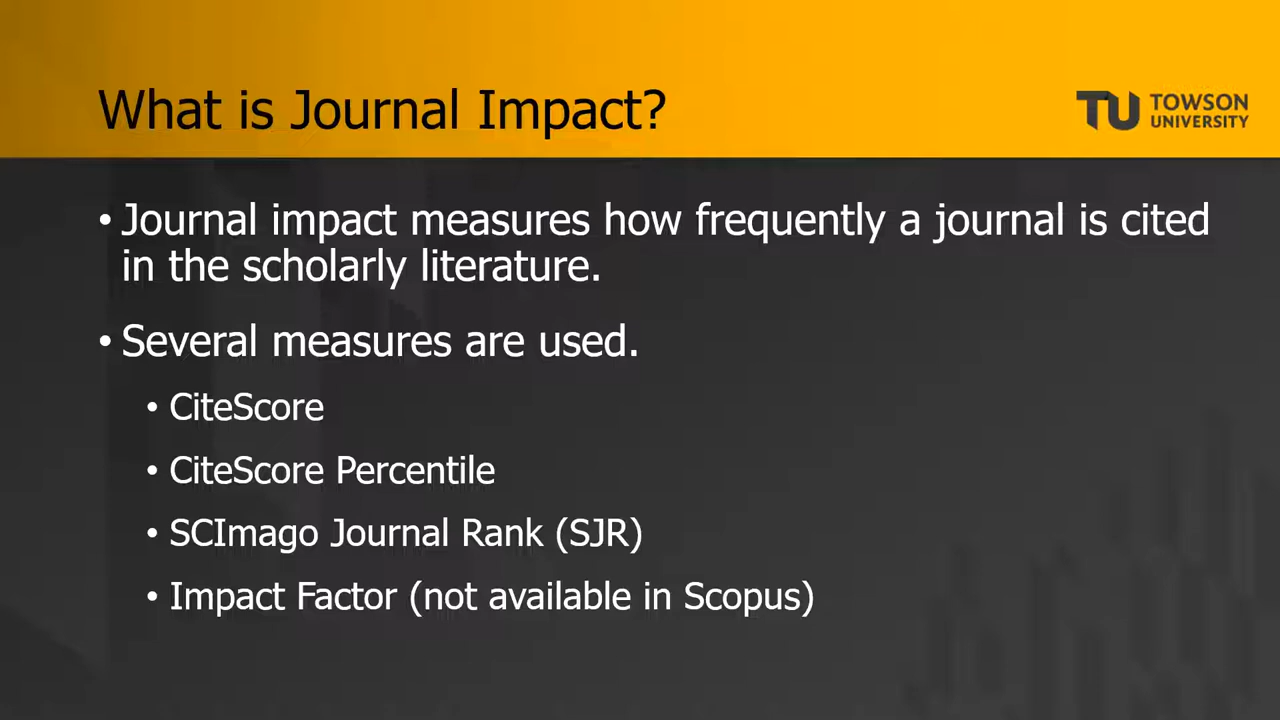 What is Journal Impact?
TU TOWSON
UNIVERSITY
• Journal impact measures how frequently a journal is cited
in the scholarly literature.
• Several measures are used.
• CiteScore
• CiteScore Percentile
• SCImago Journal Rank (SJR)
• Impact Factor (not available in Scopus)